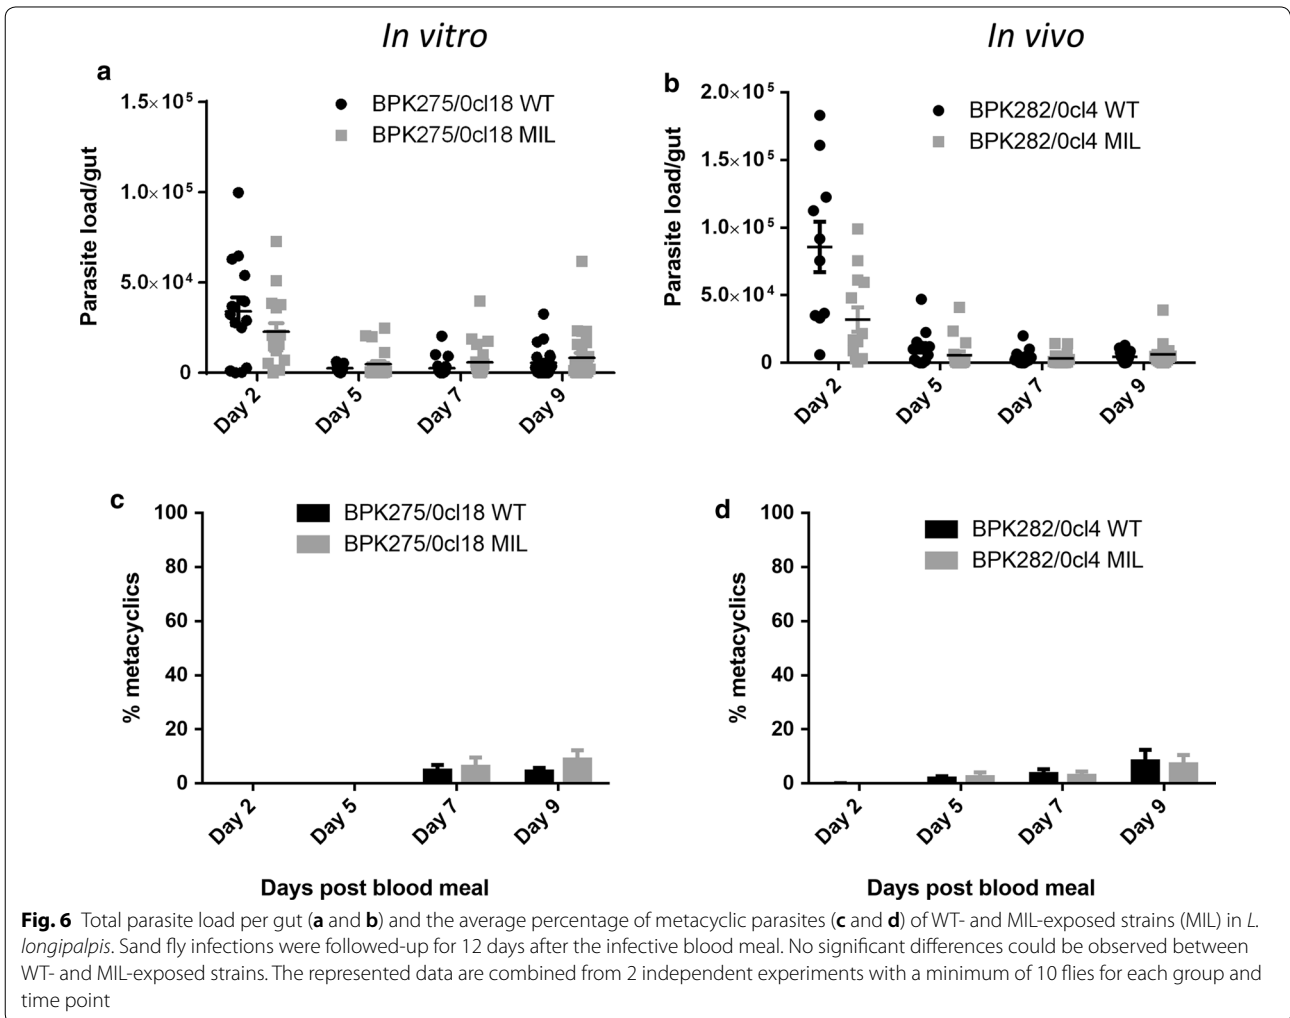 In vitro
In vivo
a
BPK275/0cl18 WT
BPK275/0cl18 MIL
Parasite load/gut
1.5×10⁵
1.0×10⁵
5.0×10⁴
0
Day 2
Day 5
Day 7
Day 9
b
BPK282/0cl4 WT
BPK282/0cl4 MIL
Parasite load/gut
2.0×10⁵
1.5×10⁵
1.0×10⁵
5.0×10⁴
0
Day 2
Day 5
Day 7
Day 9
c
BPK275/0cl18 WT
BPK275/0cl18 MIL
% metacyclics
100
80
60
40
20
0
Day 2
Day 5
Day 7
Day 9
Days post blood meal
d
BPK282/0cl4 WT
BPK282/0cl4 MIL
% metacyclics
100
80
60
40
20
0
Day 2
Day 5
Day 7
Day 9
Days post blood meal
Fig. 6 Total parasite load per gut (a and b) and the average percentage of metacyclic parasites (c and d) of WT- and MIL-exposed strains (MIL) in L.
longipalpis. Sand fly infections were followed-up for 12 days after the infective blood meal. No significant differences could be observed between
WT- and MIL-exposed strains. The represented data are combined from 2 independent experiments with a minimum of 10 flies for each group and
time point